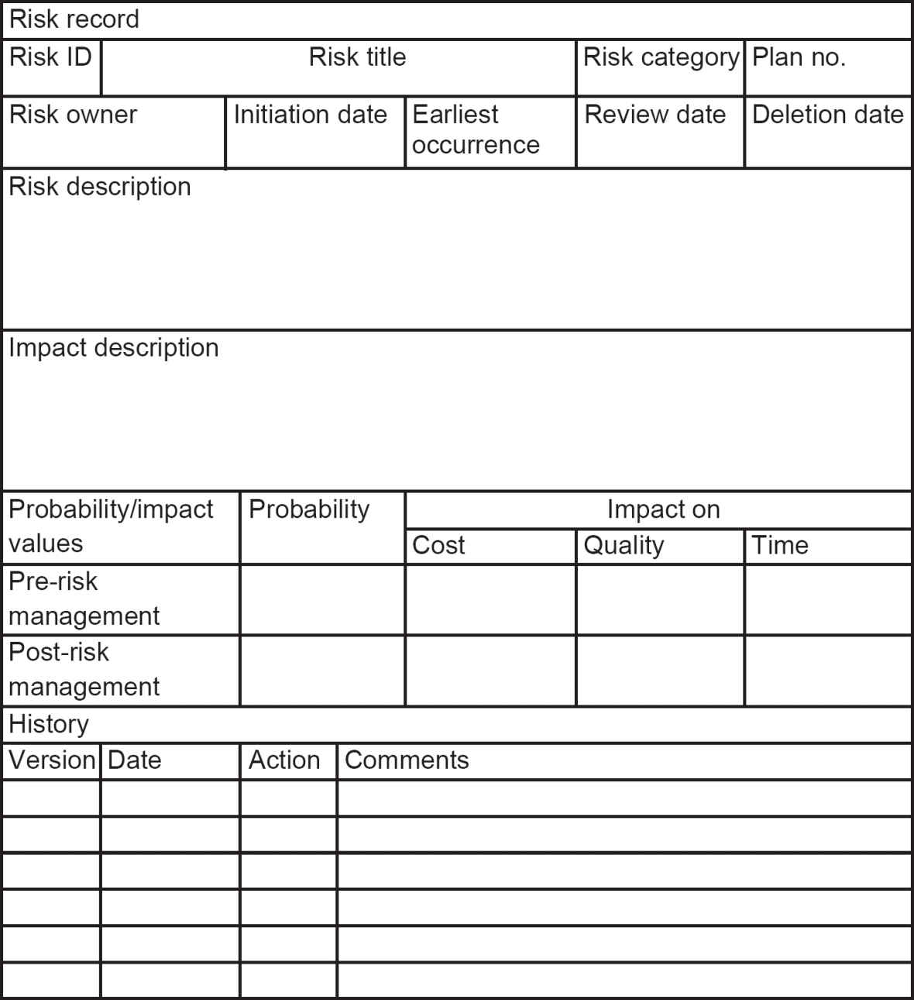 Risk record
Risk ID Risk title Risk category Plan no.
Risk owner Initiation date Earliest occurrence Review date Deletion date
Risk description
Impact description
Probability/impact values Probability Impact on
Cost Quality Time
Pre-risk
management
Post-risk
management
History
Version Date Action Comments